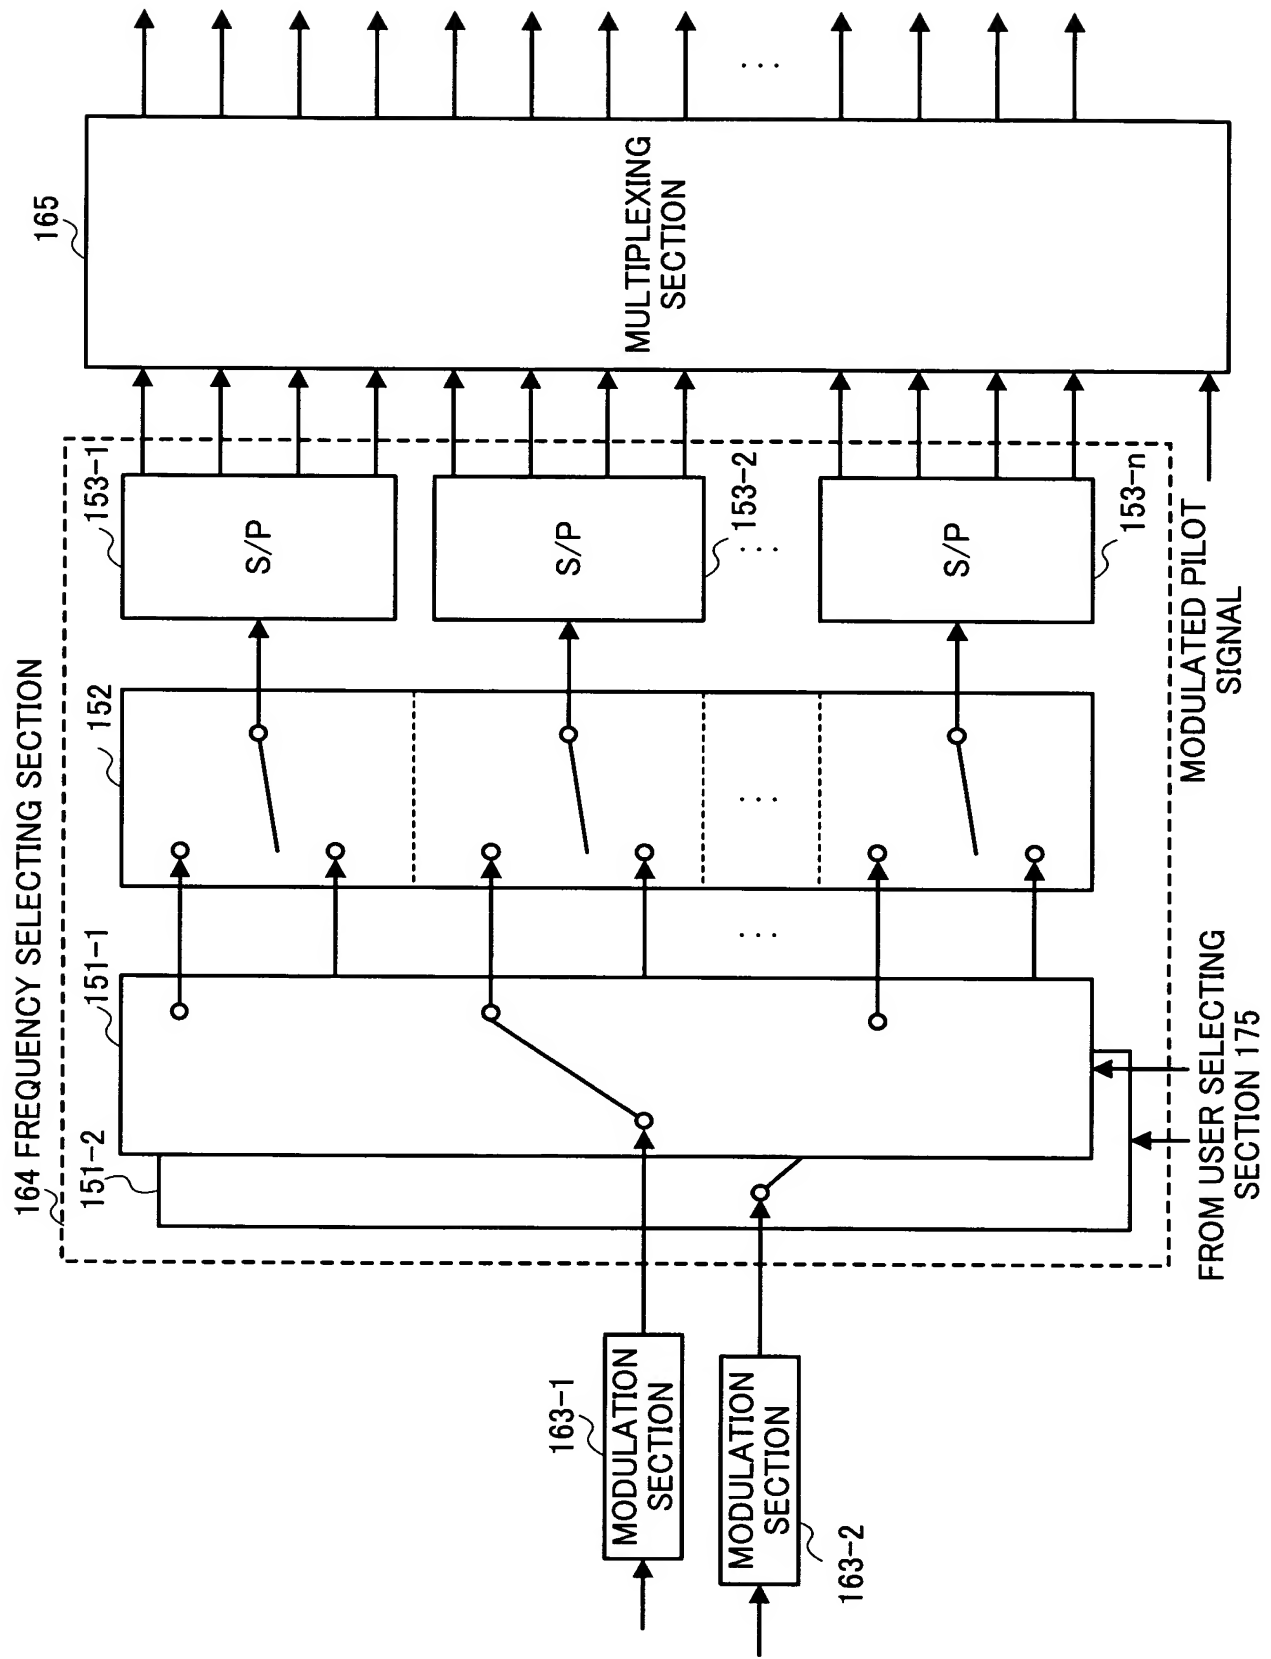 164 FREQUENCY SELECTING SECTION
163-1
MODULATION
SECTION
MODULATION
SECTION
163-2
151-2
151-1
152
153-1
S/P
S/P
153-2
S/P
153-n
...
...
...
...
165
MULTIPLEXING
SECTION
FROM USER SELECTING
SECTION 175
MODULATED PILOT
SIGNAL